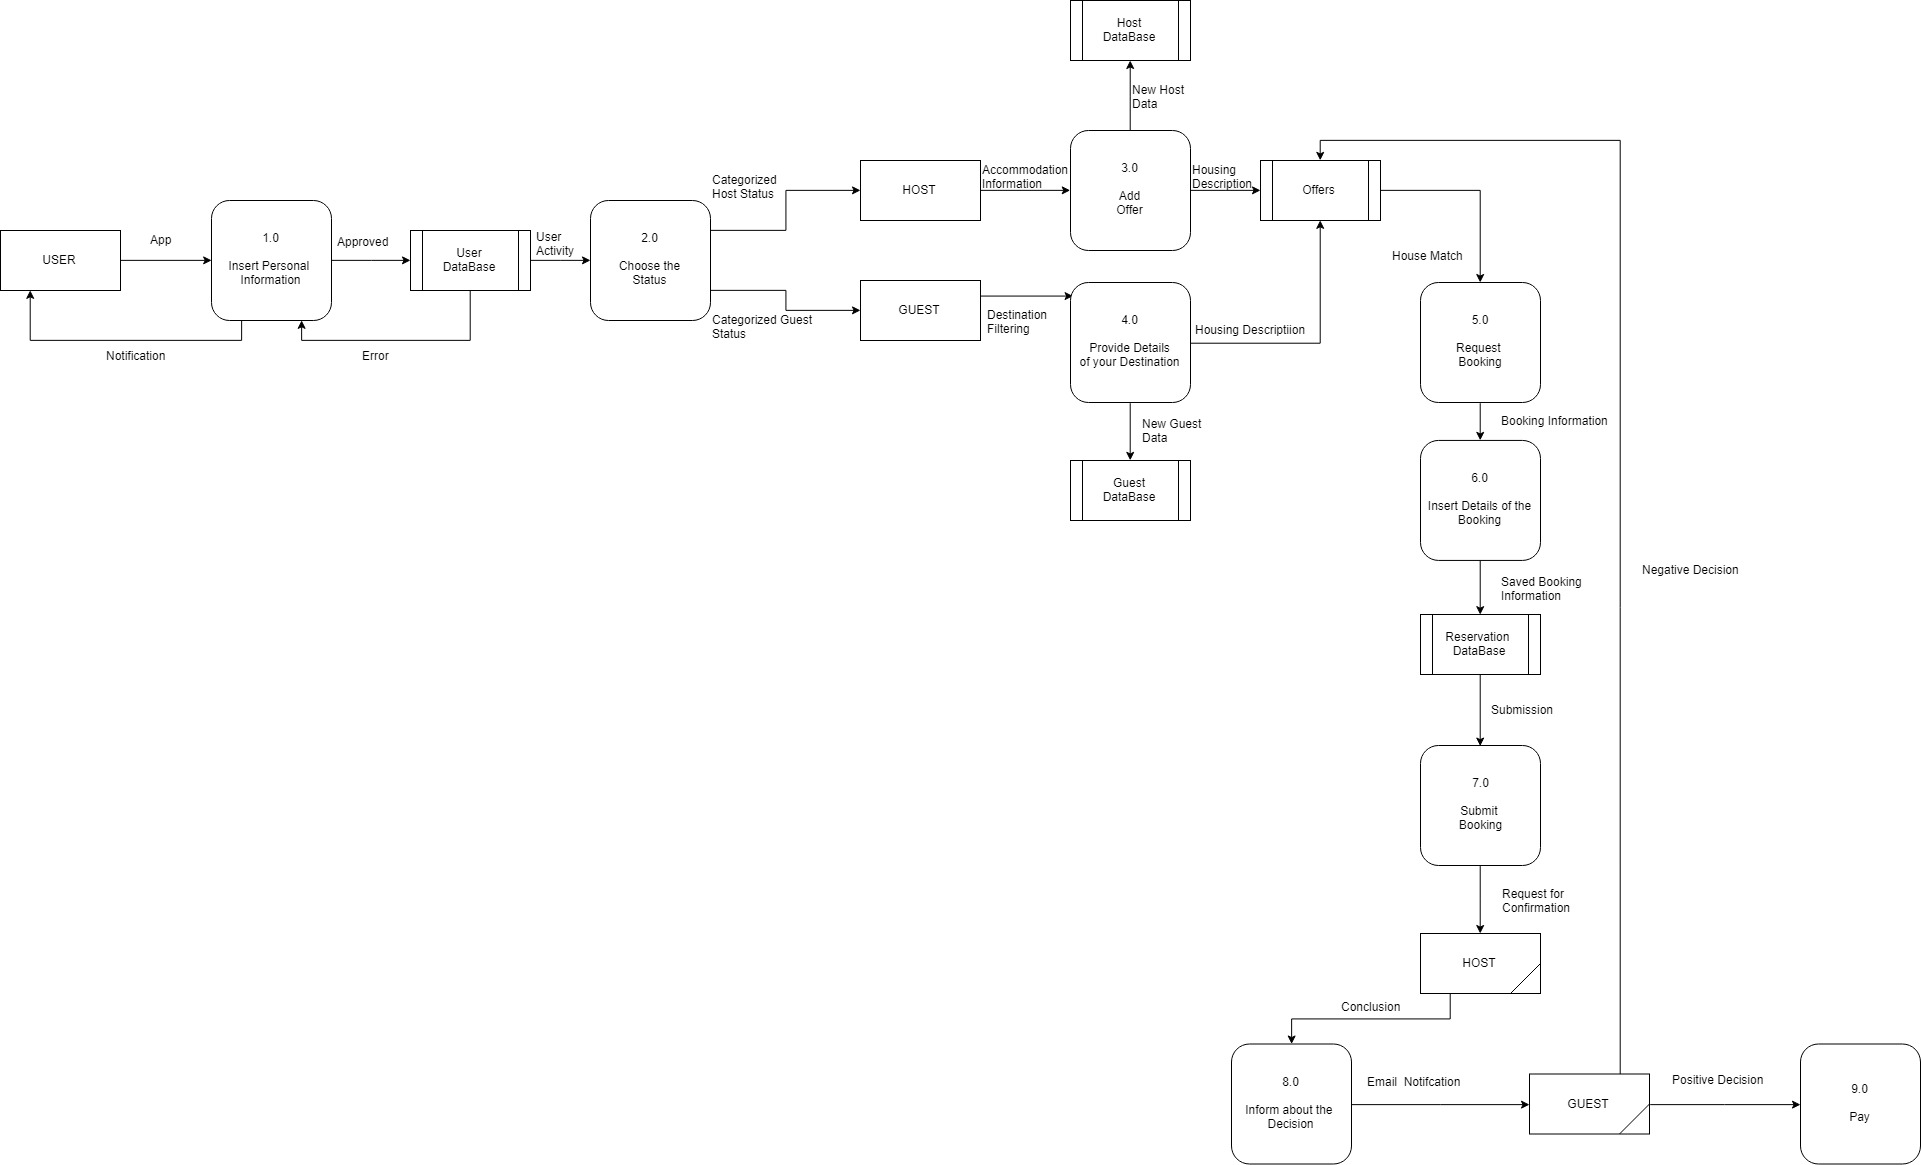 Host
DataBase
New Host
Data
USER
App
1.0
Insert Personal
Information
Approved
User
DataBase
User
Activity
2.0
Choose the
Status
Notification
Error
Categorized
Host Status
HOST
Accommodation
Information
3.0
Add
Offer
Housing
Description
Offers
Categorized Guest
Status
GUEST
Destination
Filtering
4.0
Provide Details
of your Destination
Housing Descriptiion
New Guest
Data
Guest
DataBase
House Match
5.0
Request
Booking
Booking Information
6.0
Insert Details of the
Booking
Saved Booking
Information
Negative Decision
Reservation
DataBase
Submission
7.0
Submit
Booking
Request for
Confirmation
HOST
Conclusion
8.0
Inform about the
Decision
Email  Notifcation
GUEST
Positive Decision
9.0
Pay